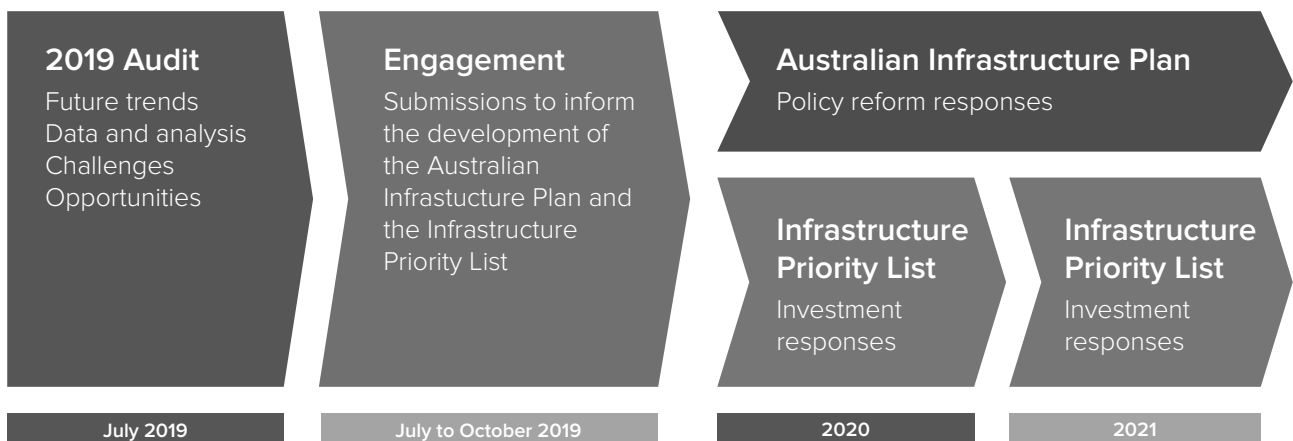 2019 Audit
Future trends
Data and analysis
Challenges
Opportunities
Engagement
Submissions to inform
the development of
the Australian
Infrastucture Plan and
the Infrastructure
Priority List
Australian Infrastructure Plan
Policy reform responses
Infrastructure
Priority List
Investment
responses
Infrastructure
Priority List
Investment
responses
July 2019
July to October 2019
2020
2021